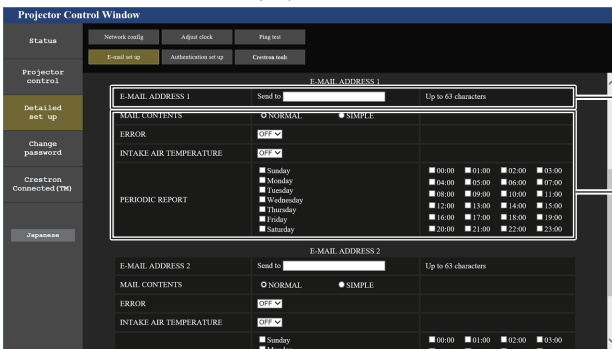 Projector Control Window
Status
Projector
control
Detailed
set up
Change
password
Crestron
Connected(TM)
Japanese
Network config
Adjust clock
Ping test
E-mail set up
Authentication set up
Crestron tools
E-MAIL ADDRESS 1
E-MAIL ADDRESS 1 Send to Up to 63 characters
MAIL CONTENTS NORMAL SIMPLE
ERROR OFF
INTAKE AIR TEMPERATURE OFF
PERIODIC REPORT
Sunday
Monday
Tuesday
Wednesday
Thursday
Friday
Saturday
00:00 01:00 02:00 03:00
04:00 05:00 06:00 07:00
08:00 09:00 10:00 11:00
12:00 13:00 14:00 15:00
16:00 17:00 18:00 19:00
20:00 21:00 22:00 23:00
E-MAIL ADDRESS 2
E-MAIL ADDRESS 2 Send to Up to 63 characters
MAIL CONTENTS NORMAL SIMPLE
ERROR OFF
INTAKE AIR TEMPERATURE OFF
Sunday 00:00 01:00 02:00 03:00